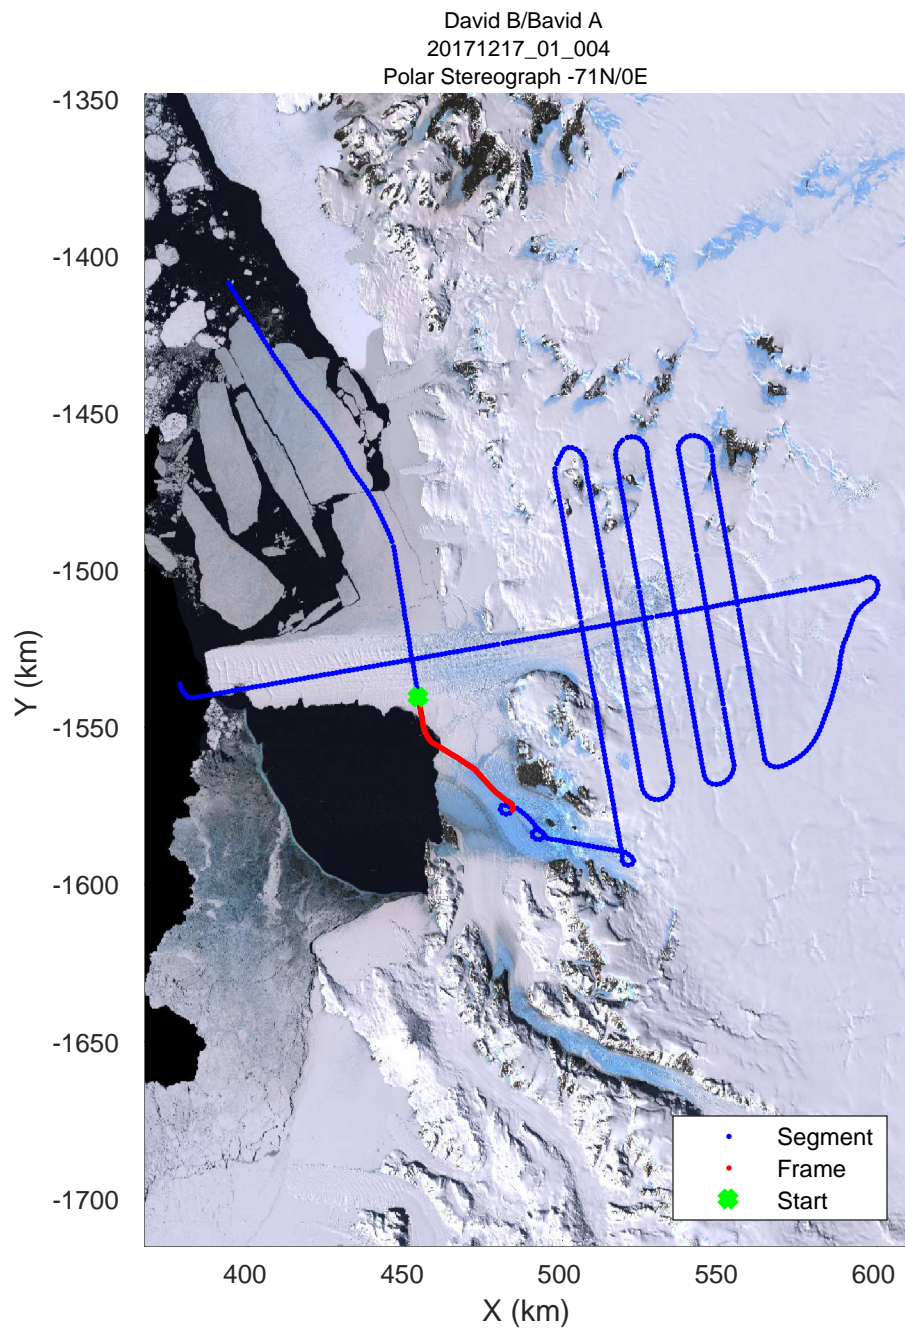 David B/Bavid A
20171217_01_004
Polar Stereograph -71N/0E
-1350
-1400
-1450
-1500
-1550
-1600
-1650
-1700
Y (km)
400
450
500
550
600
X (km)
Segment
Frame
Start